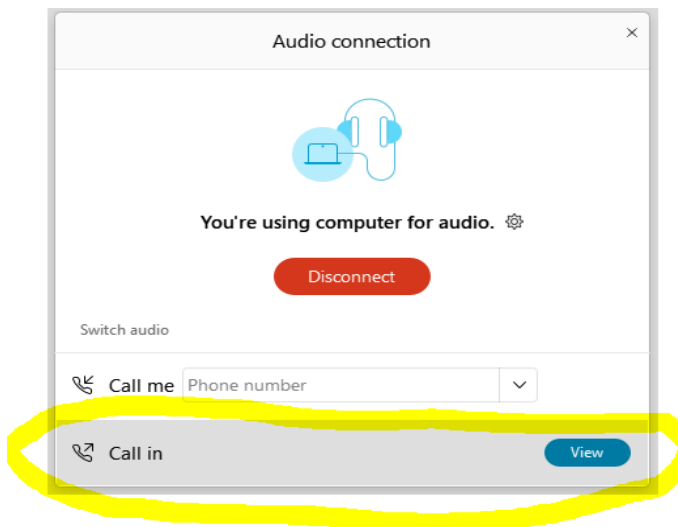 Audio connection
You're using computer for audio.
Disconnect
Switch audio
Call me Phone number
Call in View